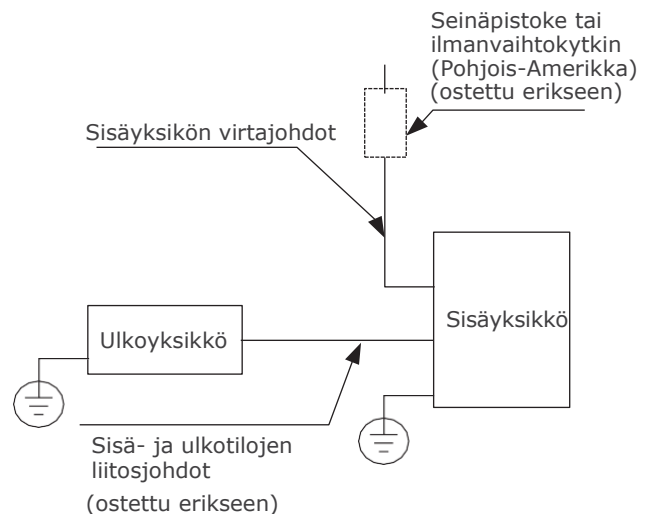 Seinäpistoke tai
ilmanvaihtokytkin
(Pohjois-Amerikka)
(ostettu erikseen)
Sisäyksikön virtajohdot
Sisäyksikkö
Ulkoyksikkö
Sisä- ja ulkotilojen
liitosjohdot
(ostettu erikseen)